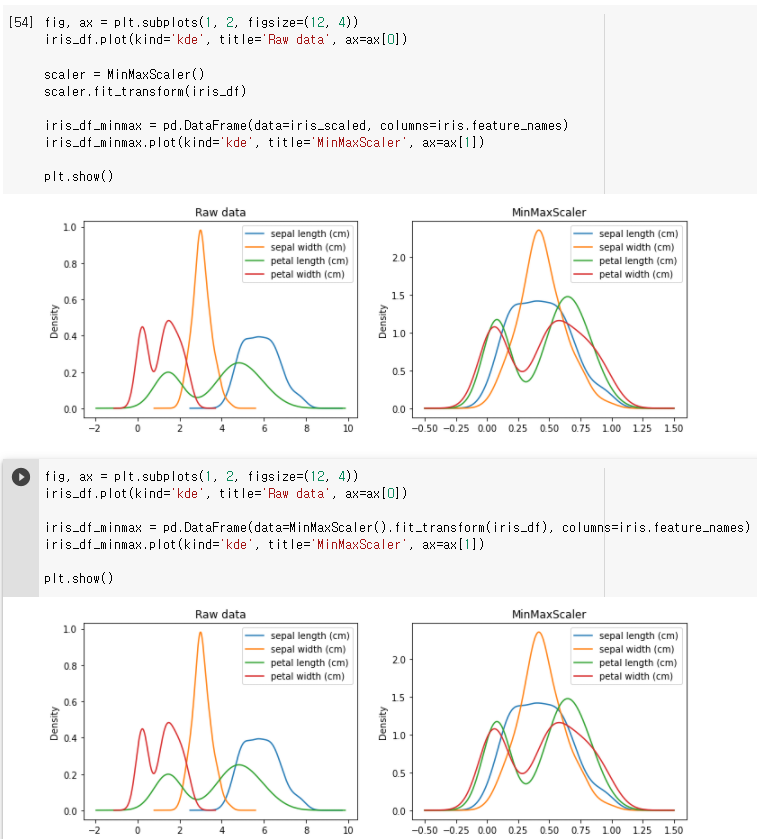 [54] fig, ax = plt.subplots(1, 2, figsize=(12, 4))
iris_df.plot(kind='kde', title='Raw data', ax=ax[0])
scaler = MinMaxScaler()
scaler.fit_transform(iris_df)
iris_df_minmax = pd.DataFrame(data=iris_scaled, columns=iris.feature_names)
iris_df_minmax.plot(kind='kde', title='MinMaxScaler', ax=ax[1])
plt.show()
Raw data
Density
1.0
0.8
0.6
0.4
0.2
0.0
−2 0 2 4 6 8 10
sepal length (cm)
sepal width (cm)
petal length (cm)
petal width (cm)
MinMaxScaler
Density
2.0
1.5
1.0
0.5
0.0
−0.50 −0.25 0.00 0.25 0.50 0.75 1.00 1.25 1.50
sepal length (cm)
sepal width (cm)
petal length (cm)
petal width (cm)
fig, ax = plt.subplots(1, 2, figsize=(12, 4))
iris_df.plot(kind='kde', title='Raw data', ax=ax[0])
iris_df_minmax = pd.DataFrame(data=MinMaxScaler().fit_transform(iris_df), columns=iris.feature_names)
iris_df_minmax.plot(kind='kde', title='MinMaxScaler', ax=ax[1])
plt.show()
Raw data
Density
1.0
0.8
0.6
0.4
0.2
0.0
−2 0 2 4 6 8 10
sepal length (cm)
sepal width (cm)
petal length (cm)
petal width (cm)
MinMaxScaler
Density
2.0
1.5
1.0
0.5
0.0
−0.50 −0.25 0.00 0.25 0.50 0.75 1.00 1.25 1.50
sepal length (cm)
sepal width (cm)
petal length (cm)
petal width (cm)